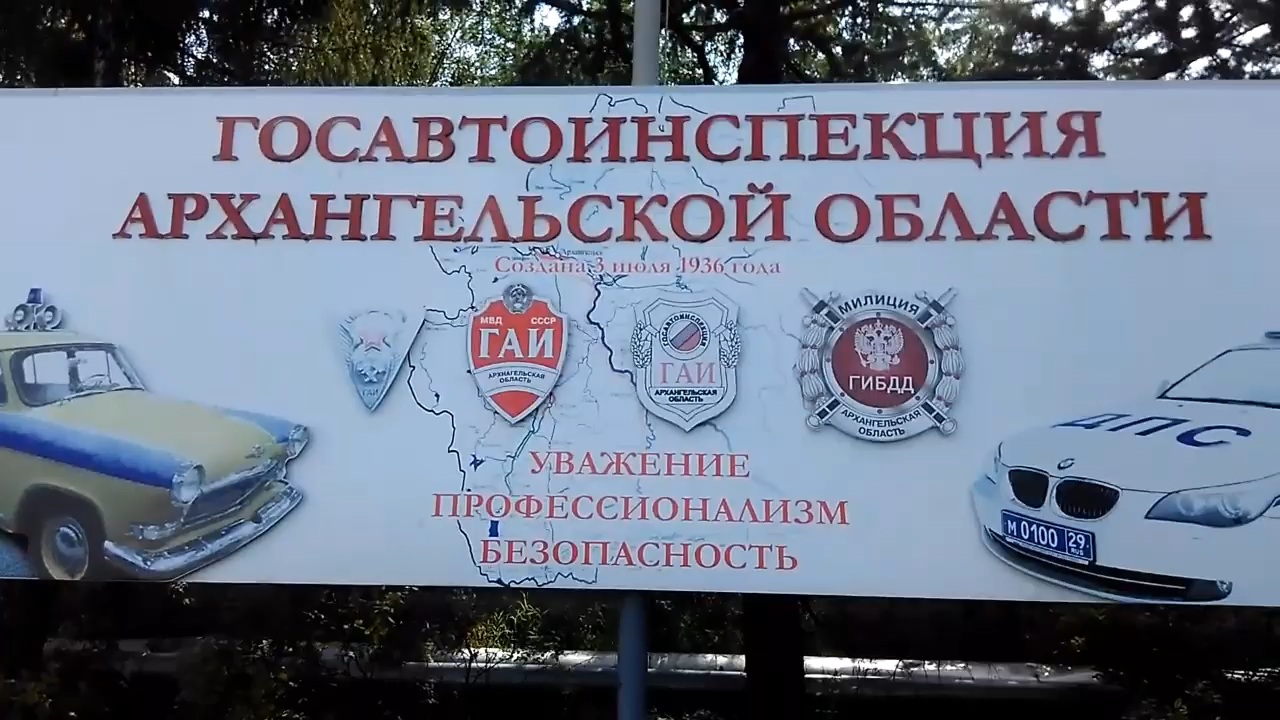 ГОСАВТОИНСПЕКЦИЯ
АРХАНГЕЛЬСКОЙ ОБЛАСТИ
Архангельск
Создана 3 июля 1936 года
ГАИ
МВД СССР
ГАИ
АРХАНГЕЛЬСКАЯ
ОБЛАСТЬ
ГОСАВТОИНСПЕКЦИЯ
ГАИ
АРХАНГЕЛЬСКАЯ
ОБЛАСТЬ
МИЛИЦИЯ
ГИБДД
АРХАНГЕЛЬСКАЯ
ОБЛАСТЬ
УВАЖЕНИЕ
ПРОФЕССИОНАЛИЗМ
БЕЗОПАСНОСТЬ
ДПС
М 0100 29
RUS